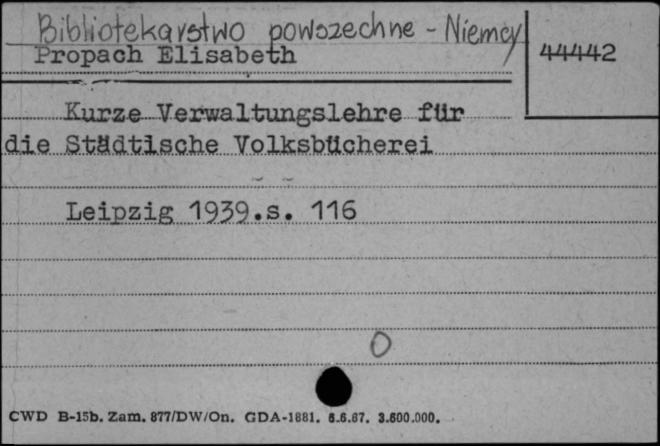 Bibliotekarstwo powszechne - Niemcy
Propach Elisabeth
44442
Kurze Verwaltungslehre für
die Städtische Volksbücherei
Leipzig 1939.s. 116
O
CWD B-15b. Zam. 877/DW/On. GDA-1881. 6.6.67. 3.600.000.